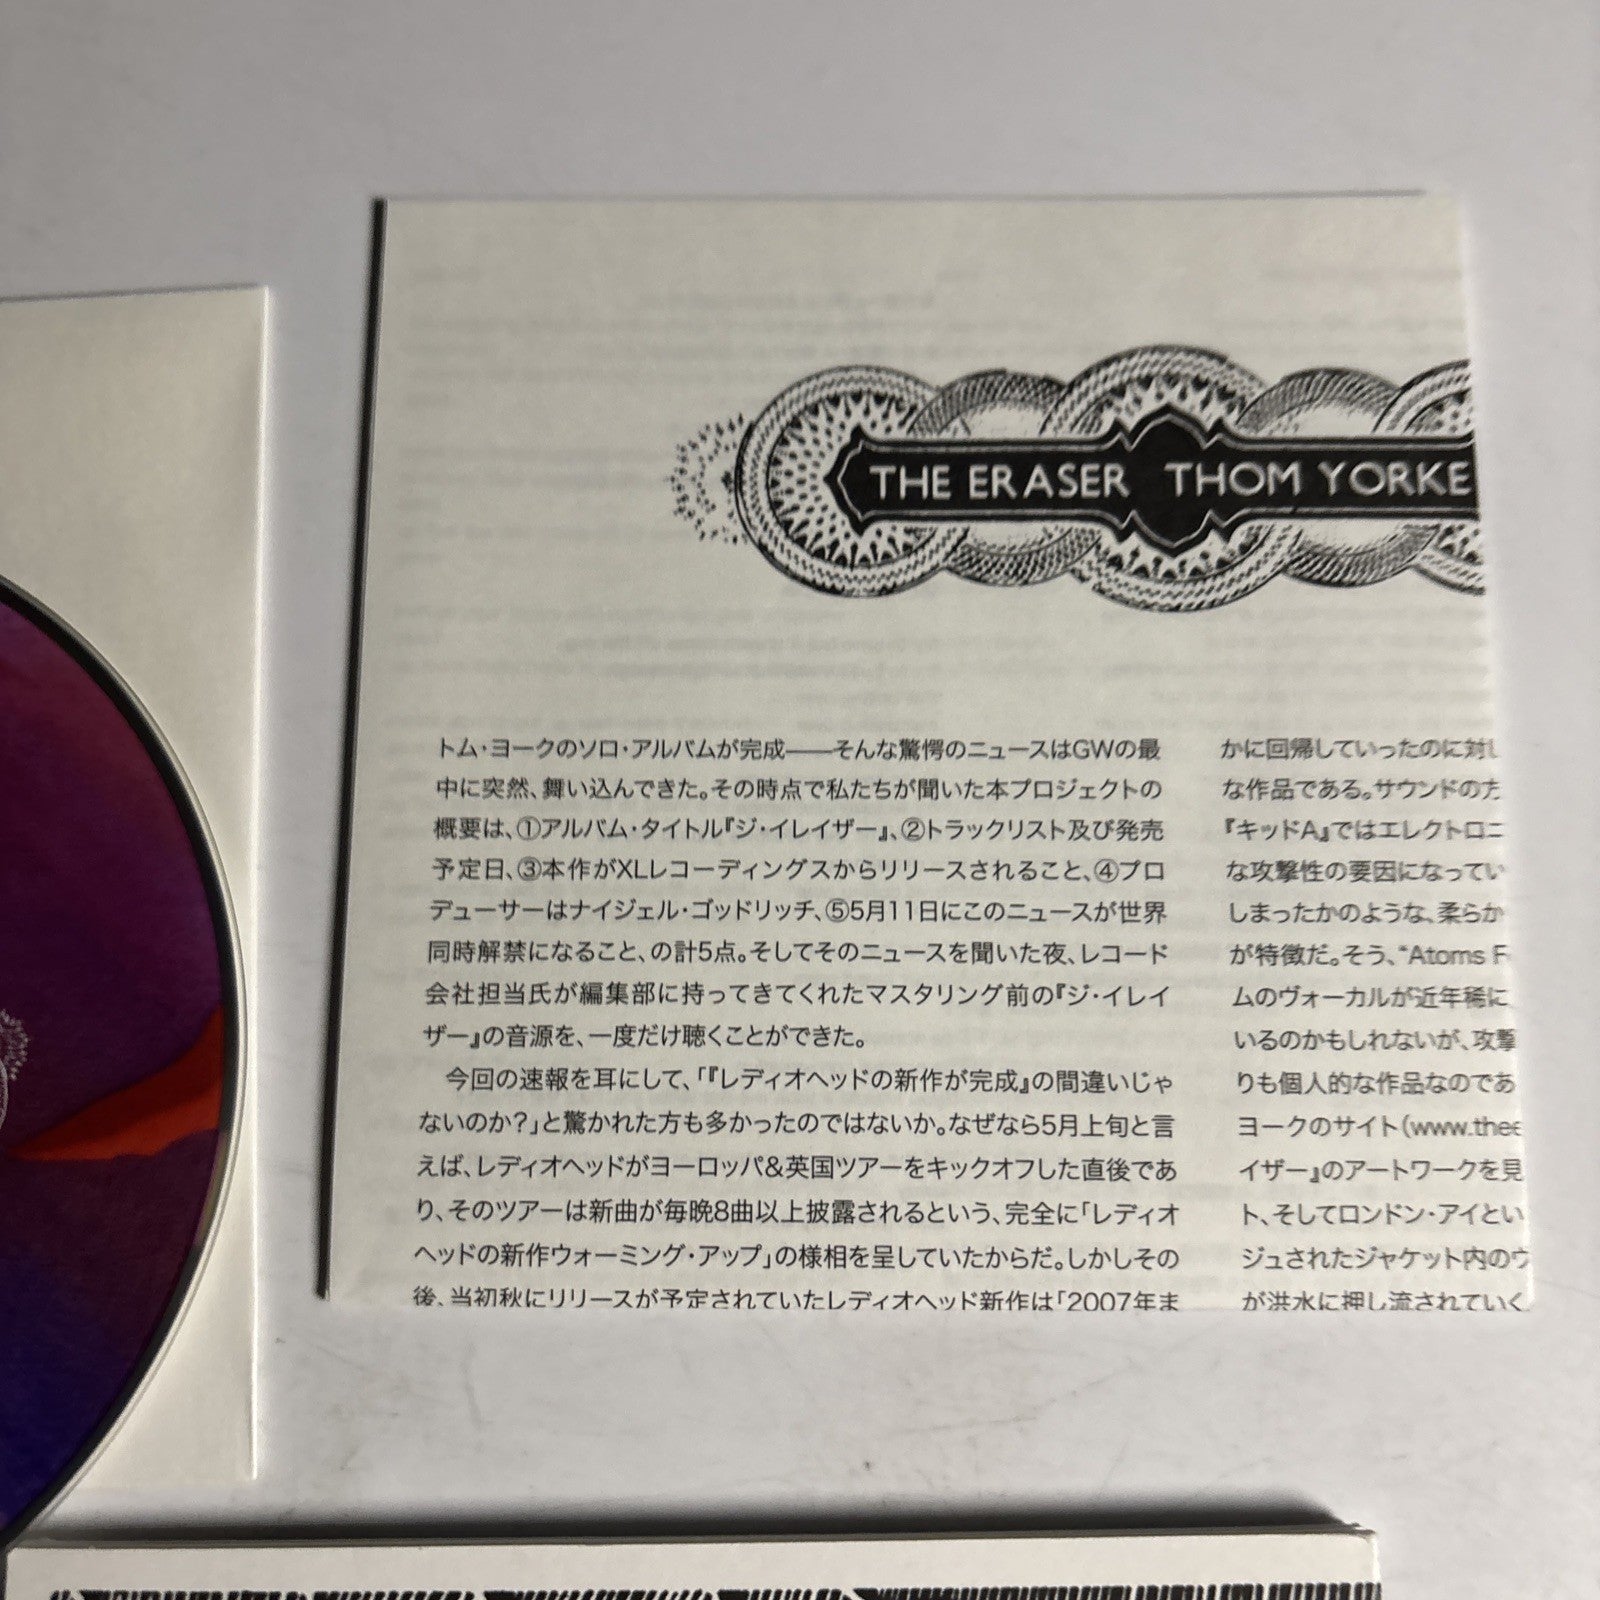 THE ERASER THOM YORKE
トム・ヨークのソロ・アルバムが完成——そんな驚愕のニュースはGWの最
中に突然、舞い込んできた。その時点で私たちが聞いた本プロジェクトの
概要は、①アルバム・タイトル『ジ・イレイザー』、②トラックリスト及び発売
予定日、③本作がXLレコーディングスからリリースされること、④プロ
デューサーはナイジェル・ゴッドリッチ、⑤5月11日にこのニュースが世界
同時解禁になること、の計5点。そしてそのニュースを聞いた夜、レコード
会社担当氏が編集部に持ってきてくれたマスタリング前の『ジ・イレイ
ザー』の音源を、一度だけ聴くことができた。
今回の速報を耳にして、「『レディオヘッドの新作が完成』の間違いじゃ
ないのか?」と驚かれた方も多かったのではないか。なぜなら5月上旬と言
えば、レディオヘッドがヨーロッパ&英国ツアーをキックオフした直後であ
り、そのツアーは新曲が毎晩8曲以上披露されるという、完全に「レディオ
ヘッドの新作ウォーミング・アップ」の様相を呈していたからだ。しかしその
後、当初秋にリリースが予定されていたレディオヘッド新作は「2007年ま
かに回帰していったのに対し
な作品である。サウンドの方
『キッドA』ではエレクトロニ
な攻撃性の要因になってい
しまったかのような、柔らか
が特徴だ。そう、“Atoms F
ムのヴォーカルが近年稀に
いるのかもしれないが、攻撃
りも個人的な作品なのであ
ヨークのサイト(www.thee
イザー』のアートワークを見
ト、そしてロンドン・アイとい
ジュされたジャケット内のウ
が洪水に押し流されていく